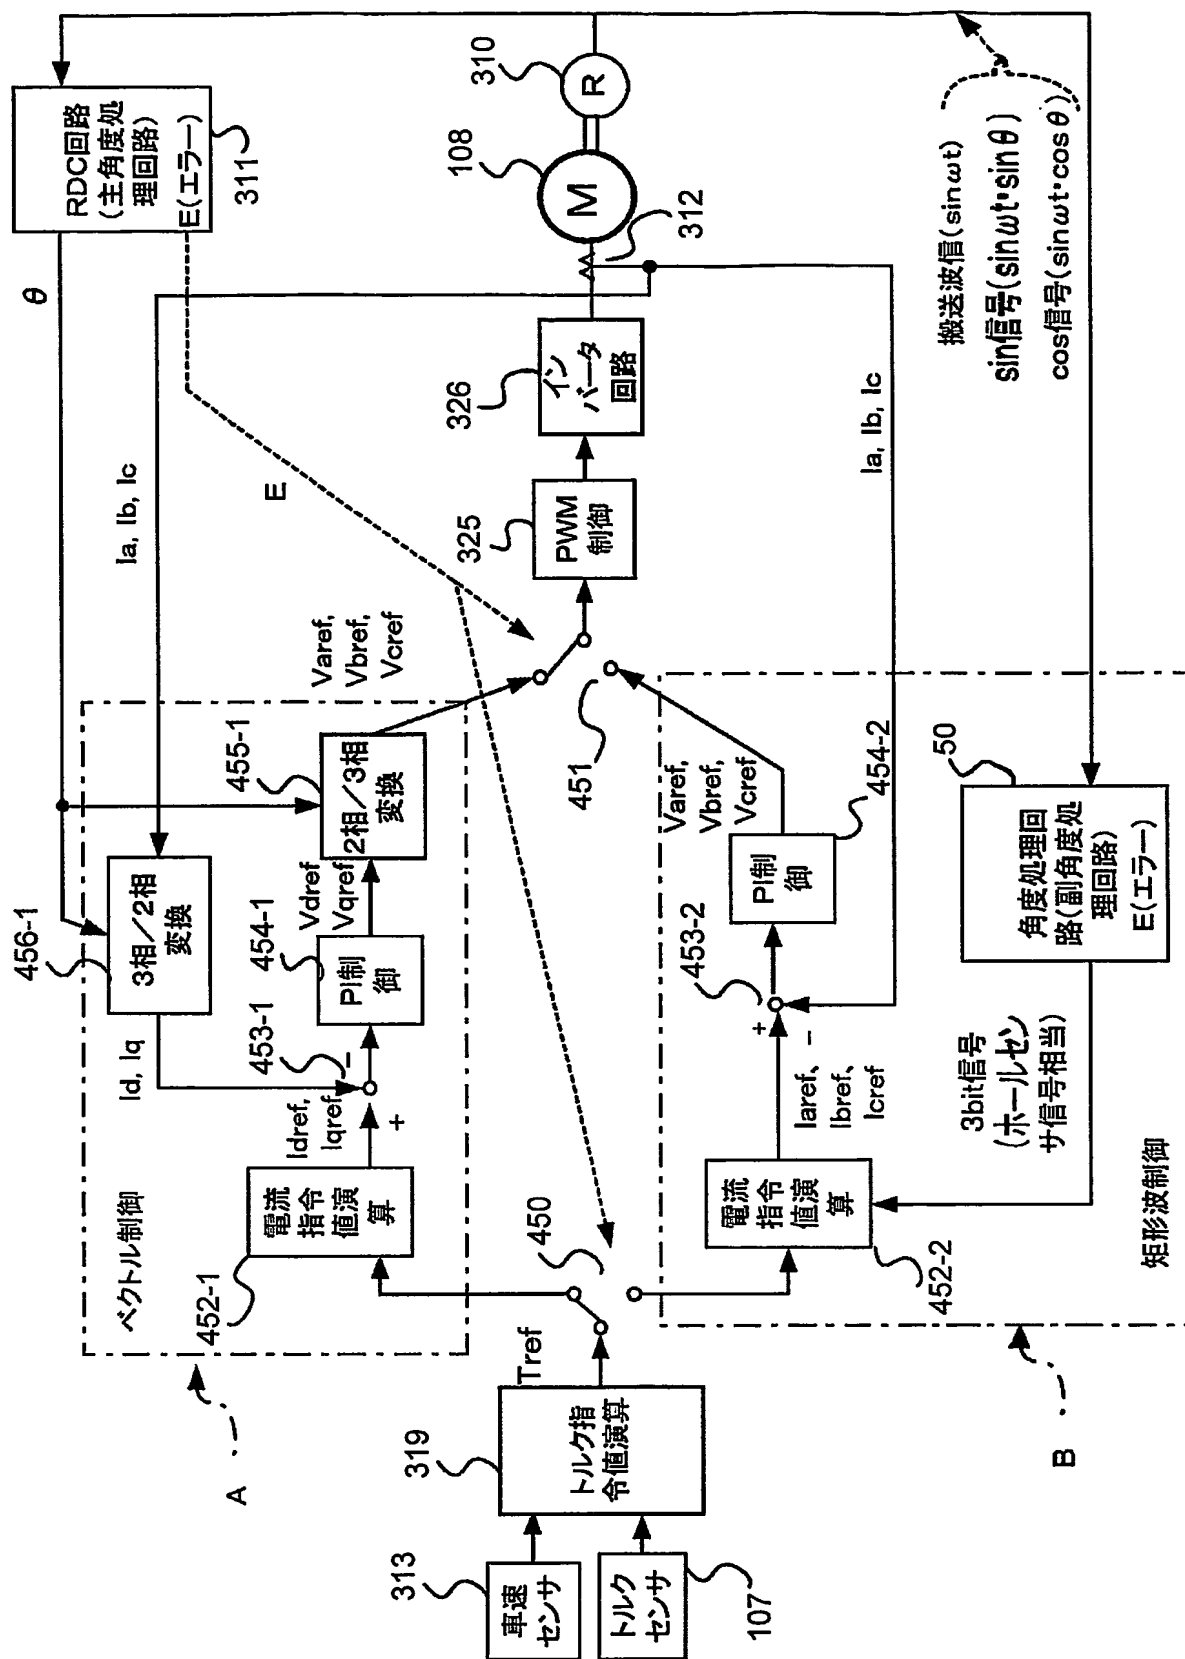 313
車速
センサ
トルク
センサ
107
319
トルク指
令値演算
Tref
450
A
ベクトル制御
452-1
電流
指令
値演
算
Idref,
Iqref
+
−
453-1
Id, Iq
456-1
3相／2相
変換
454-1
PI制
御
Vdref
Vqref
455-1
2相／3相
変換
Varef,
Vbref,
Vcref
θ
Ia, Ib, Ic
E
RDC回路
(主角度処
理回路)
E(エラー)
311
451
325
PWM
制御
326
イン
バータ
回路
312
108
M
310
R
搬送波信(sinωt)
sin信号(sinωt・sinθ)
cos信号(sinωt・cosθ)
Ia, Ib, Ic
B
矩形波制御
452-2
電流
指令
値演
算
Iaref、
Ibref、
Icref
+
−
453-2
PI制
御
454-2
Varef,
Vbref,
Vcref
50
角度処理回
路(副角度処
理回路)
E(エラー)
3bit信号
(ホールセン
サ信号相当)